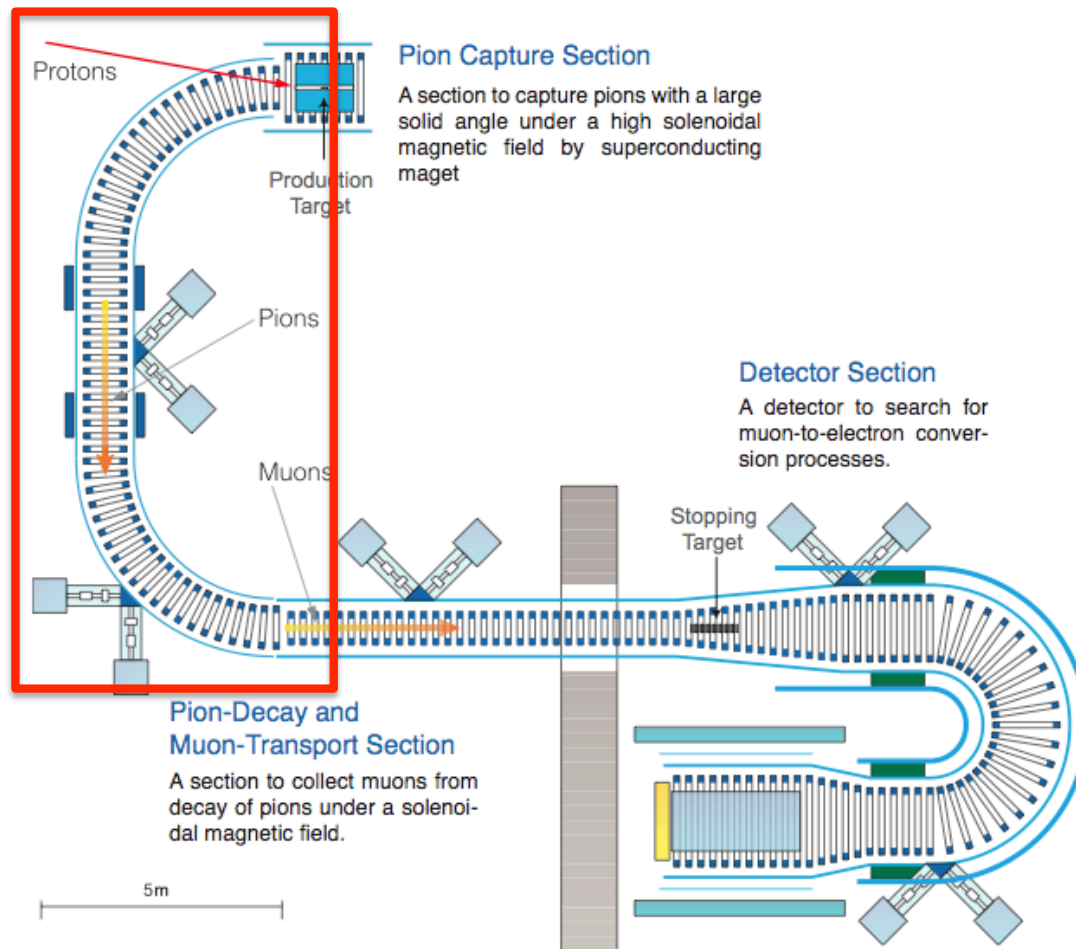 Protons
Pion Capture Section
A section to capture pions with a large
solid angle under a high solenoidal
magnetic field by superconducting
maget
Production
Target
Pions
Detector Section
A detector to search for
muon-to-electron conver-
sion processes.
Muons
Stopping
Target
Pion-Decay and
Muon-Transport Section
A section to collect muons from
decay of pions under a solenoi-
dal magnetic field.
5m